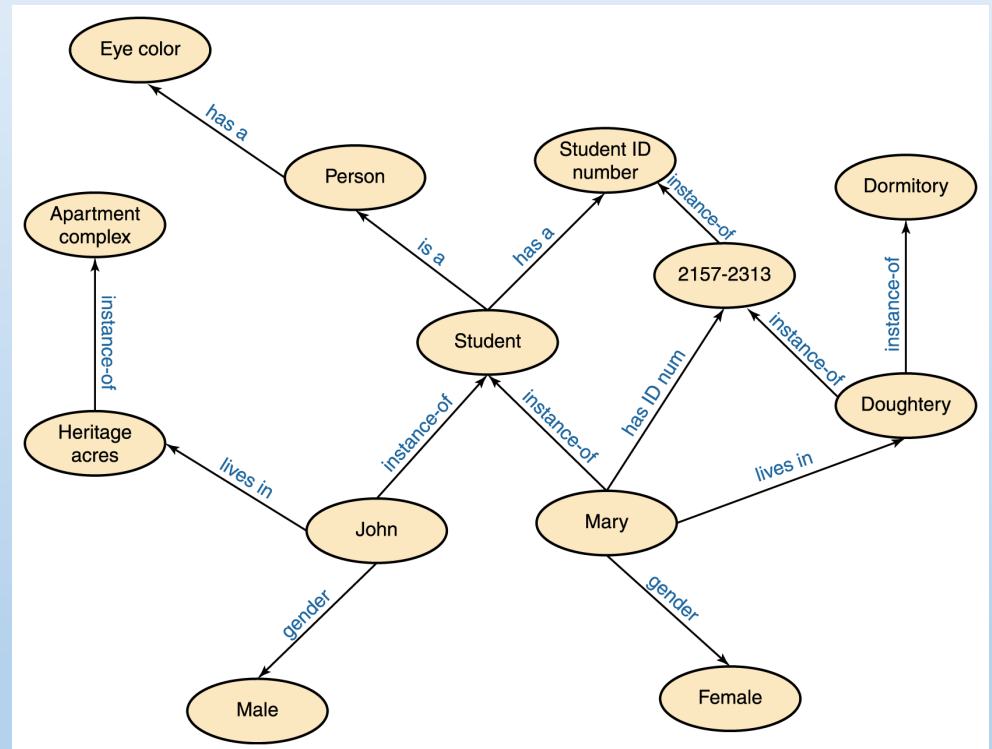 Eye color
has a
Person
Student ID
number
instance-of
Dormitory
Apartment
complex
is a
has a
2157-2313
instance-of
instance-of
instance-of
Student
Doughtery
Heritage
acres
lives in
instance-of
instance-of
has ID num
lives in
John
Mary
gender
gender
Male
Female